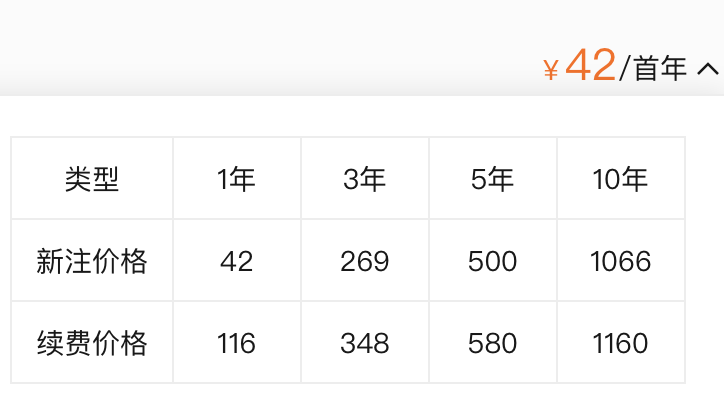 ¥ 42/首年
类型 1年 3年 5年 10年
新注价格 42 269 500 1066
续费价格 116 348 580 1160